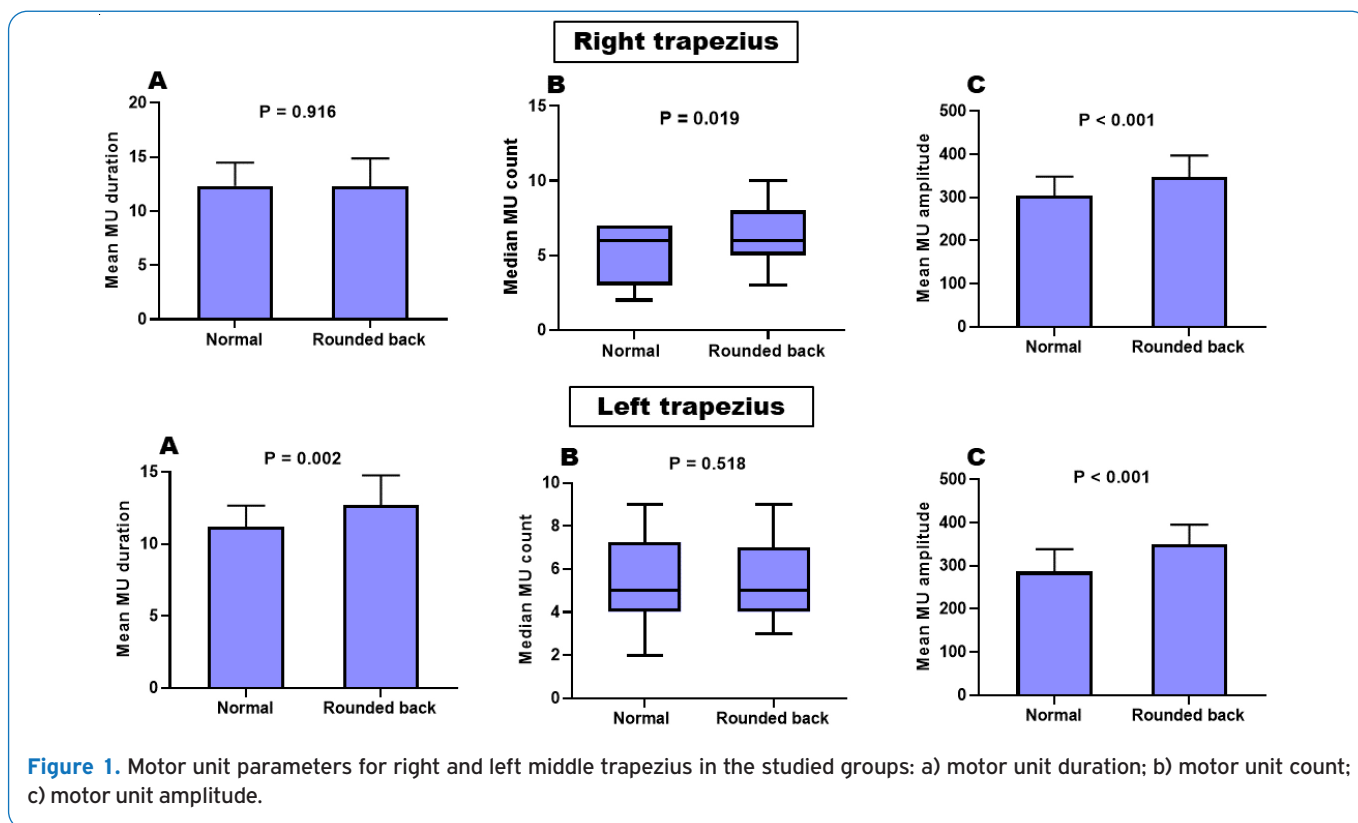 Right trapezius
A
P = 0.916
Mean MU duration
20
15
10
5
0
Normal Rounded back
B
P = 0.019
Median MU count
15
10
5
0
Normal Rounded back
C
P < 0.001
Mean MU amplitude
500
400
300
200
100
0
Normal Rounded back
Left trapezius
A
P = 0.002
Mean MU duration
15
10
5
0
Normal Rounded back
B
P = 0.518
Median MU count
10
8
6
4
2
0
Normal Rounded back
C
P < 0.001
Mean MU amplitude
500
400
300
200
100
0
Normal Rounded back
Figure 1. Motor unit parameters for right and left middle trapezius in the studied groups: a) motor unit duration; b) motor unit count;
c) motor unit amplitude.